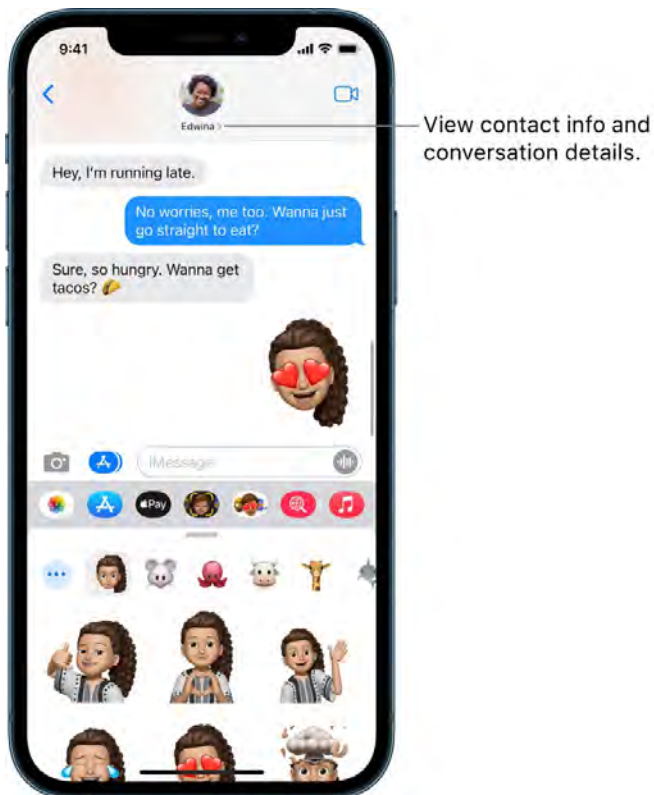 9:41
Edwina >
View contact info and
conversation details.
Hey, I'm running late.
No worries, me too. Wanna just
go straight to eat?
Sure, so hungry. Wanna get
tacos? 🌮
iMessage
Pay